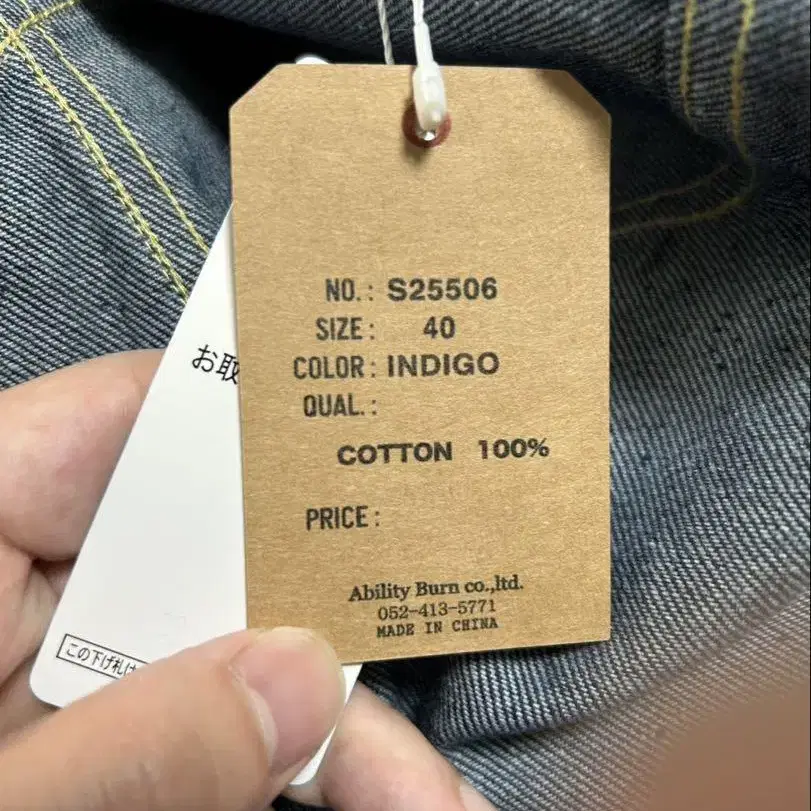 NO.: S25506
SIZE: 40
COLOR: INDIGO
QUAL.:
COTTON 100%
PRICE:
Ability Burn co.,ltd.
052-413-5771
MADE IN CHINA
お取
この下げ札は